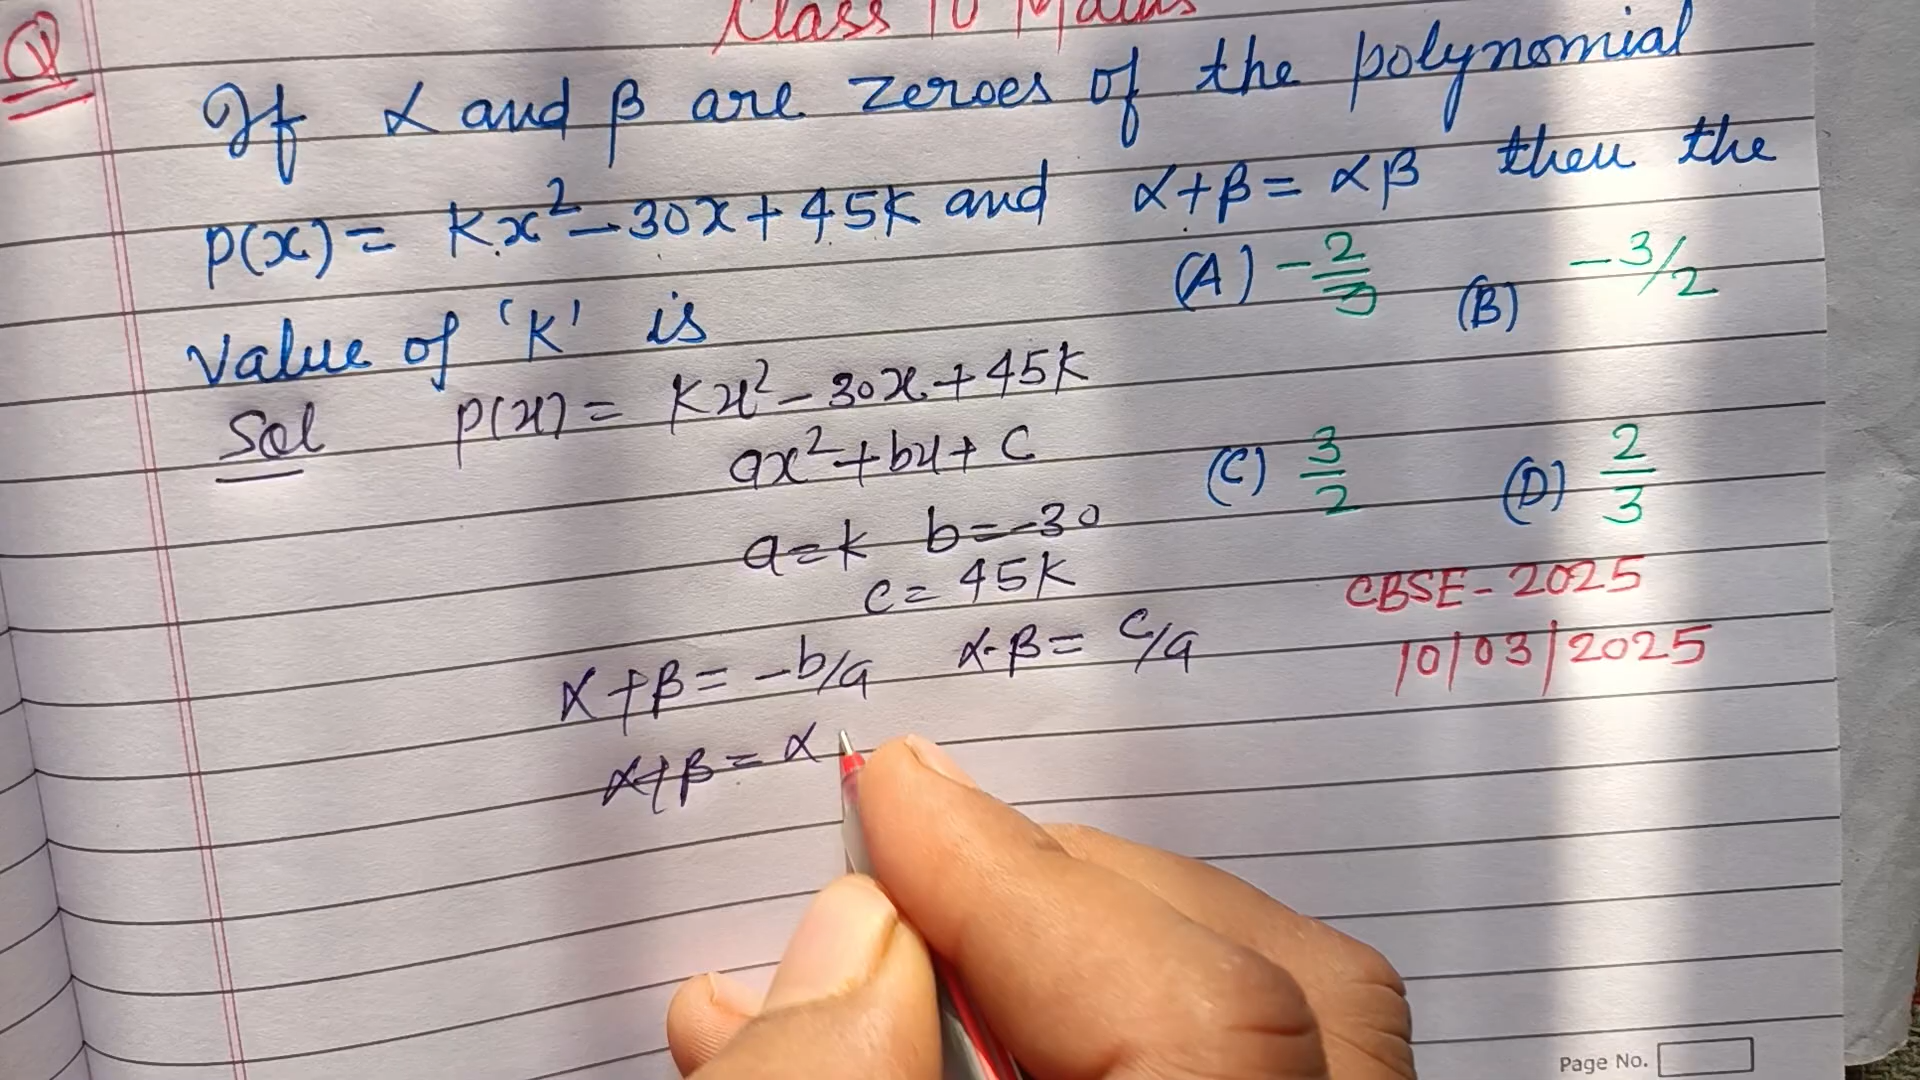 Class 10 Maths
Q
If α and β are zeroes of the polynomial
p(x) = kx² - 30x + 45k and α+β = αβ then the
value of 'k' is
(A) -2/3 (B) -3/2
Sol p(x) = kx² - 30x + 45k
ax² + bx + c
(C) 3/2 (D) 2/3
a = k b = -30
c = 45k
CBSE - 2025
10/03/2025
α + β = -b/a α·β = c/a
α+β = α
Page No.